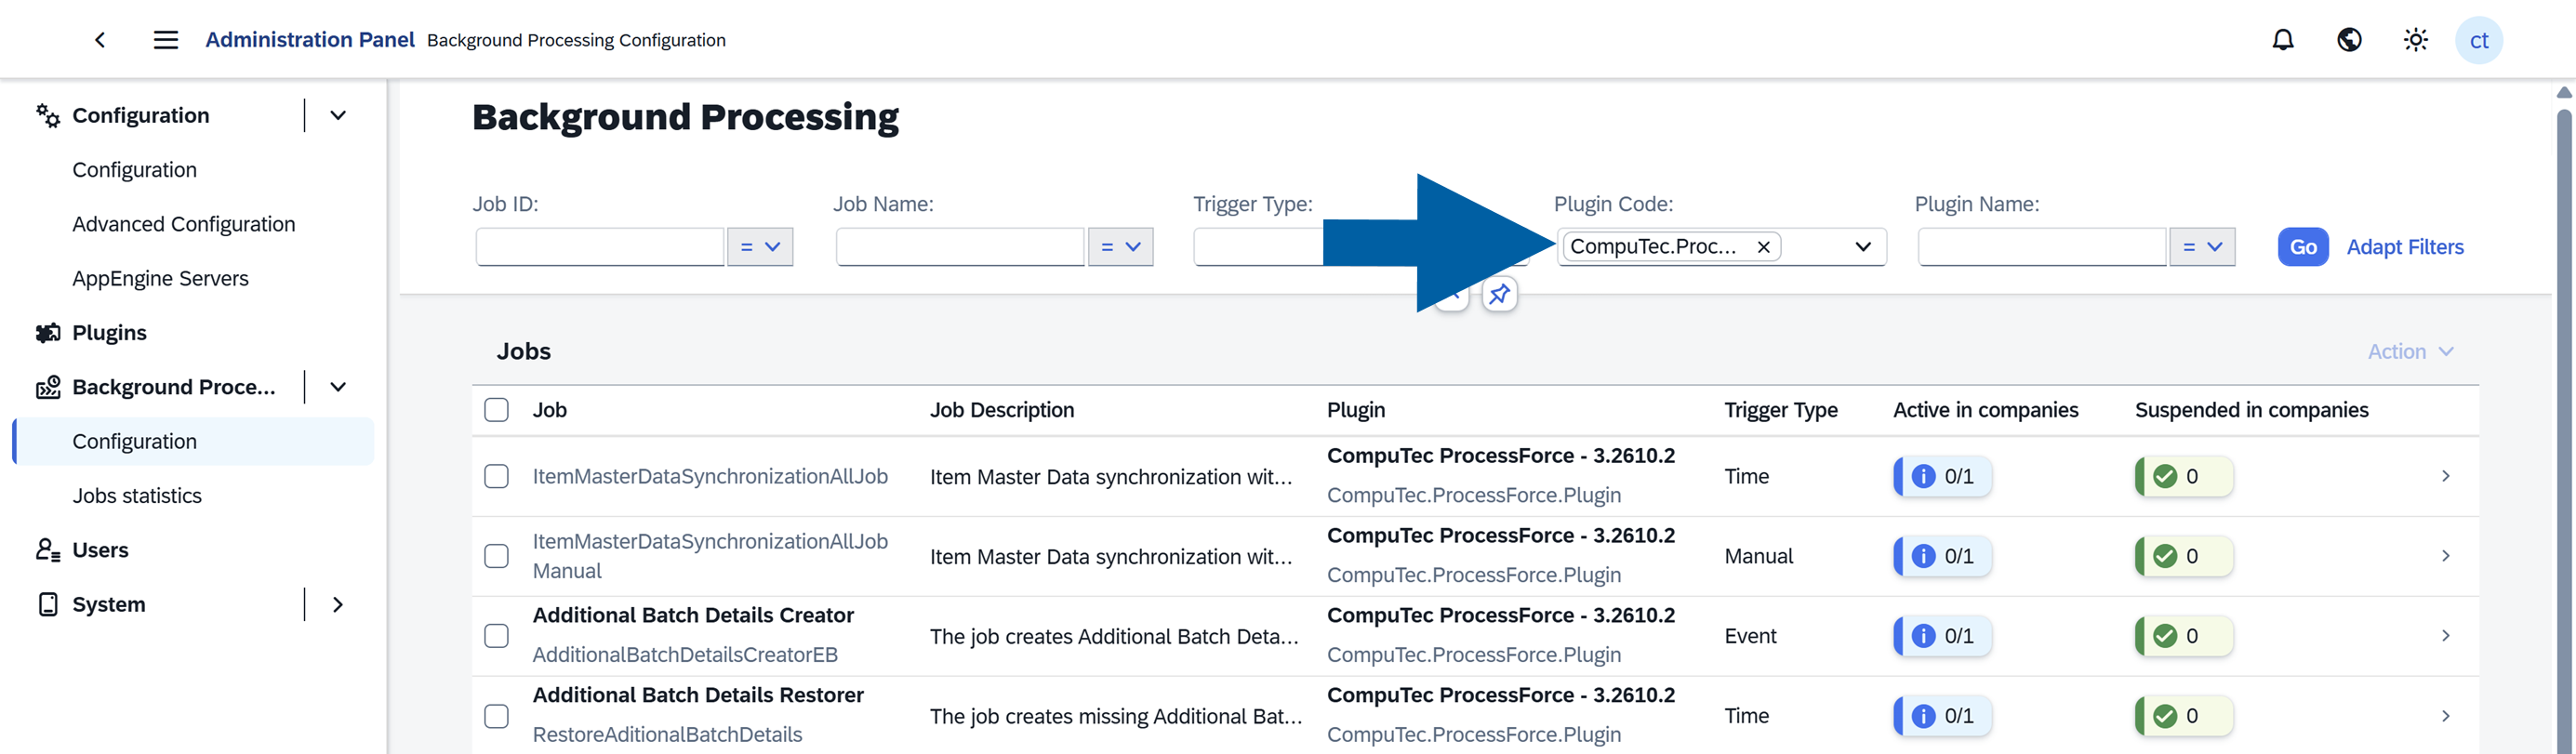 Administration Panel Background Processing Configuration
ct
Configuration
Configuration
Advanced Configuration
AppEngine Servers
Plugins
Background Proce...
Configuration
Jobs statistics
Users
System
Background Processing
Job ID:
=
Job Name:
=
Trigger Type:
Plugin Code:
CompuTec.Proc...
Plugin Name:
=
Go
Adapt Filters
Jobs
Action
Job Job Description Plugin Trigger Type Active in companies Suspended in companies
ItemMasterDataSynchronizationAllJob
Item Master Data synchronization wit...
CompuTec ProcessForce - 3.2610.2
CompuTec.ProcessForce.Plugin
Time
0/1
0
ItemMasterDataSynchronizationAllJob
Manual
Item Master Data synchronization wit...
CompuTec ProcessForce - 3.2610.2
CompuTec.ProcessForce.Plugin
Manual
0/1
0
Additional Batch Details Creator
AdditionalBatchDetailsCreatorEB
The job creates Additional Batch Deta...
CompuTec ProcessForce - 3.2610.2
CompuTec.ProcessForce.Plugin
Event
0/1
0
Additional Batch Details Restorer
RestoreAditionalBatchDetails
The job creates missing Additional Bat...
CompuTec ProcessForce - 3.2610.2
CompuTec.ProcessForce.Plugin
Time
0/1
0